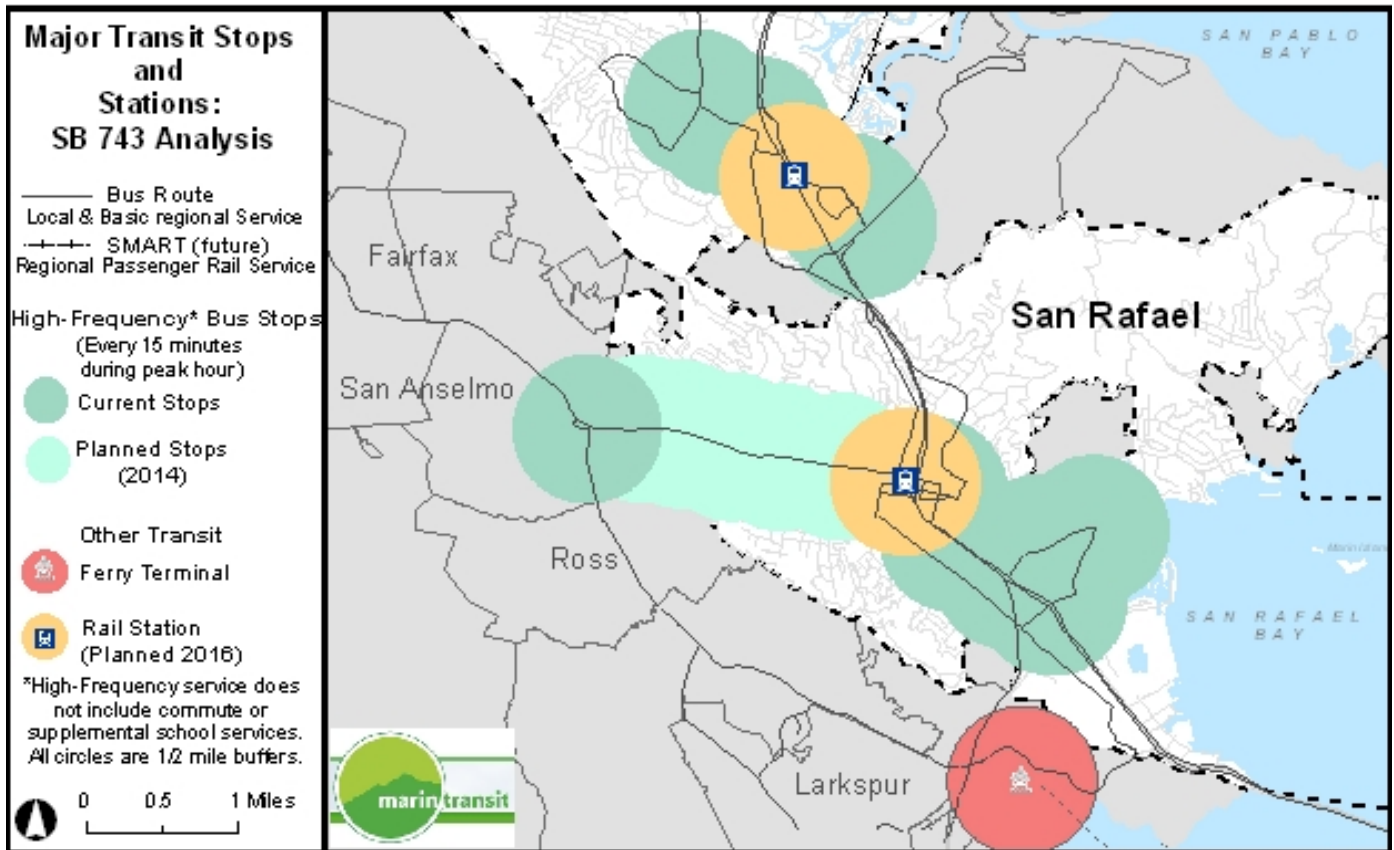 Major Transit Stops
and
Stations:
SB 743 Analysis
Bus Route
Local & Basic regional Service
SMART (future)
Regional Passenger Rail Service
High-Frequency* Bus Stops
(Every 15 minutes
during peak hour)
Current Stops
Planned Stops
(2014)
Other Transit
Ferry Terminal
Rail Station
(Planned 2016)
*High-Frequency service does
not include commute or
supplemental school services.
All circles are 1/2 mile buffers.
0 0.5 1 Miles
SAN PABLO
BAY
Fairfax
San Rafael
San Anselmo
Ross
Marin Islands
SAN RAFAEL
BAY
Larkspur
marintransit